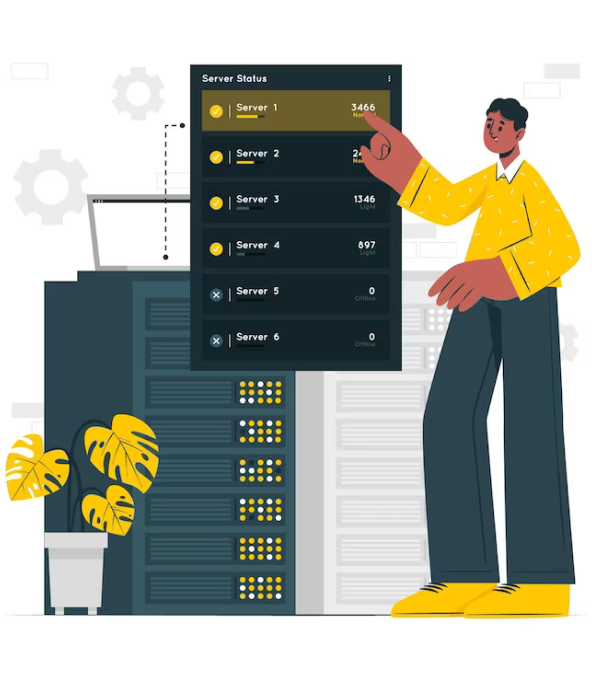 Server Status
Server 1 3466
Server 2
Server 3 1346
Light
Server 4 897
Light
Server 5 0
Offline
Server 6 0
Offline